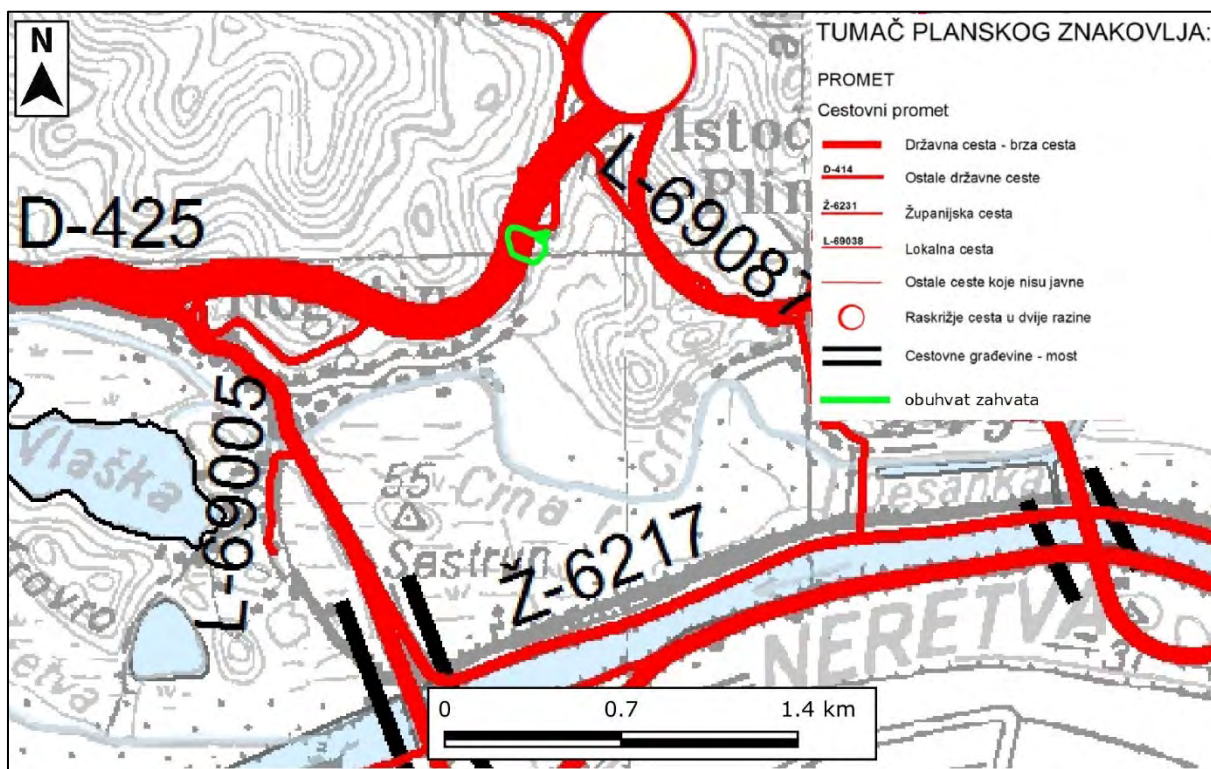 N
TUMAČ PLANSKOG ZNAKOVLJA:
PROMET
Cestovni promet
Državna cesta - brza cesta
D-414
Ostale državne ceste
Ž-6231
Županijska cesta
L-69038
Lokalna cesta
Ostale ceste koje nisu javne
Raskrižje cesta u dvije razine
Cestovne građevine - most
obuhvat zahvata
D-425
L-69081
L-69005
Vlaška
55
Crna
Ž-6217
NERETVA
0 0.7 1.4 km